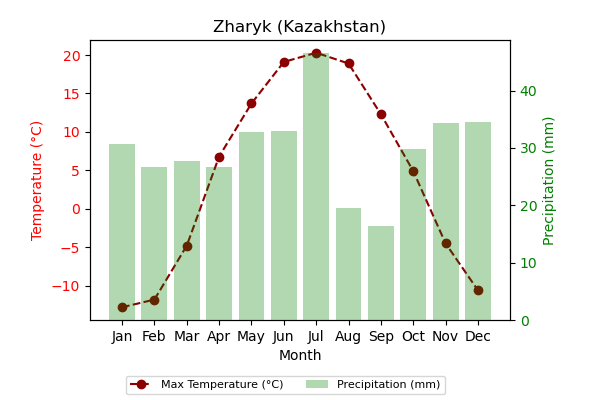 Zharyk (Kazakhstan)
Temperature (°C)
20
15
10
5
0
−5
−10
Precipitation (mm)
40
30
20
10
0
Jan Feb Mar Apr May Jun Jul Aug Sep Oct Nov Dec
Month
Max Temperature (°C) Precipitation (mm)